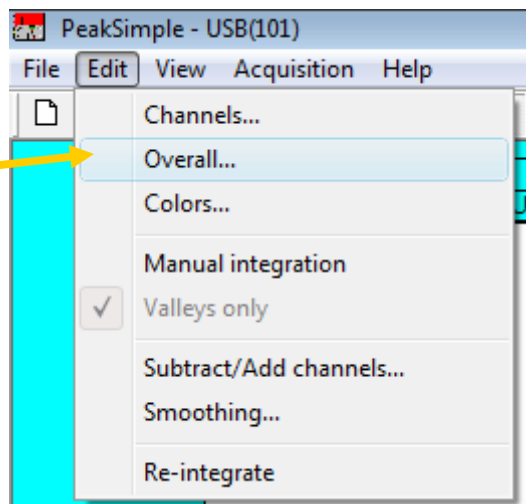 PeakSimple - USB(101)
File Edit View Acquisition Help
Channels...
Overall...
Colors...
Manual integration
Valleys only
Subtract/Add channels...
Smoothing...
Re-integrate